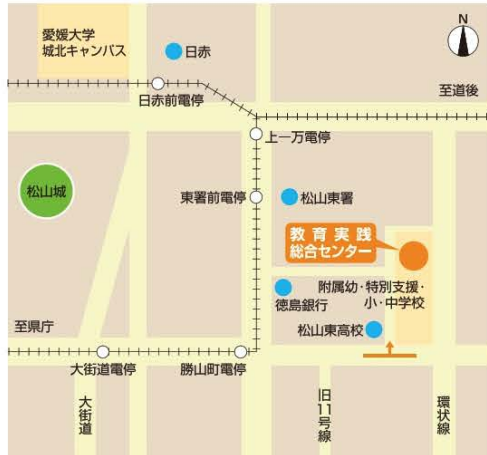 愛媛大学
城北キャンパス
日赤
N
日赤前電停
至道後
上一万電停
松山城
東署前電停
松山東署
教育実践
総合センター
徳島銀行
附属幼・特別支援・
小・中学校
至県庁
松山東高校
大街道電停
勝山町電停
大街道
旧11号線
環状線